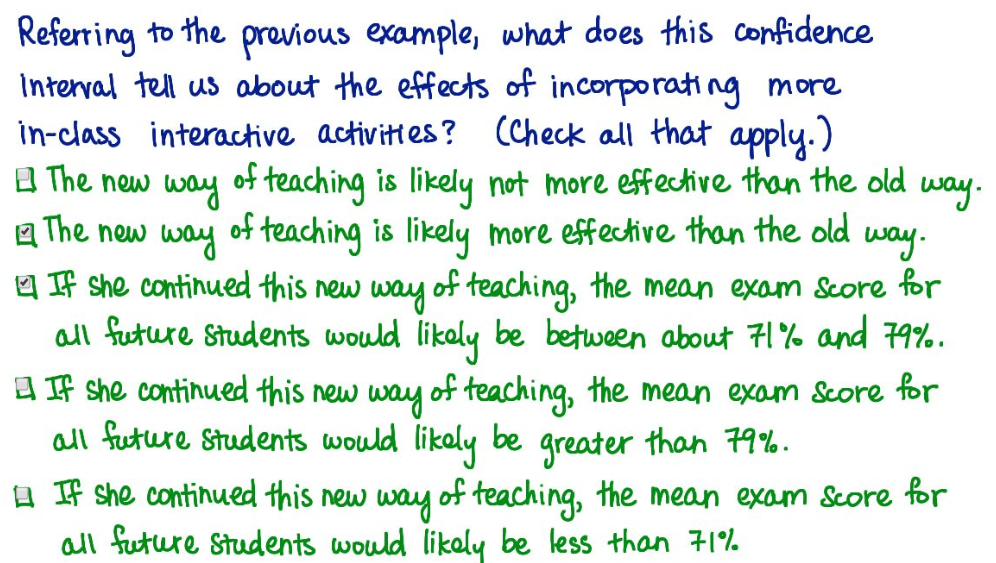 Referring to the previous example, what does this confidence
interval tell us about the effects of incorporating more
in-class interactive activities? (Check all that apply.)
☐ The new way of teaching is likely not more effective than the old way.
☑ The new way of teaching is likely more effective than the old way.
☑ If she continued this new way of teaching, the mean exam score for
all future students would likely be between about 71% and 79%.
☐ If she continued this new way of teaching, the mean exam score for
all future students would likely be greater than 79%.
☐ If she continued this new way of teaching, the mean exam score for
all future students would likely be less than 71%